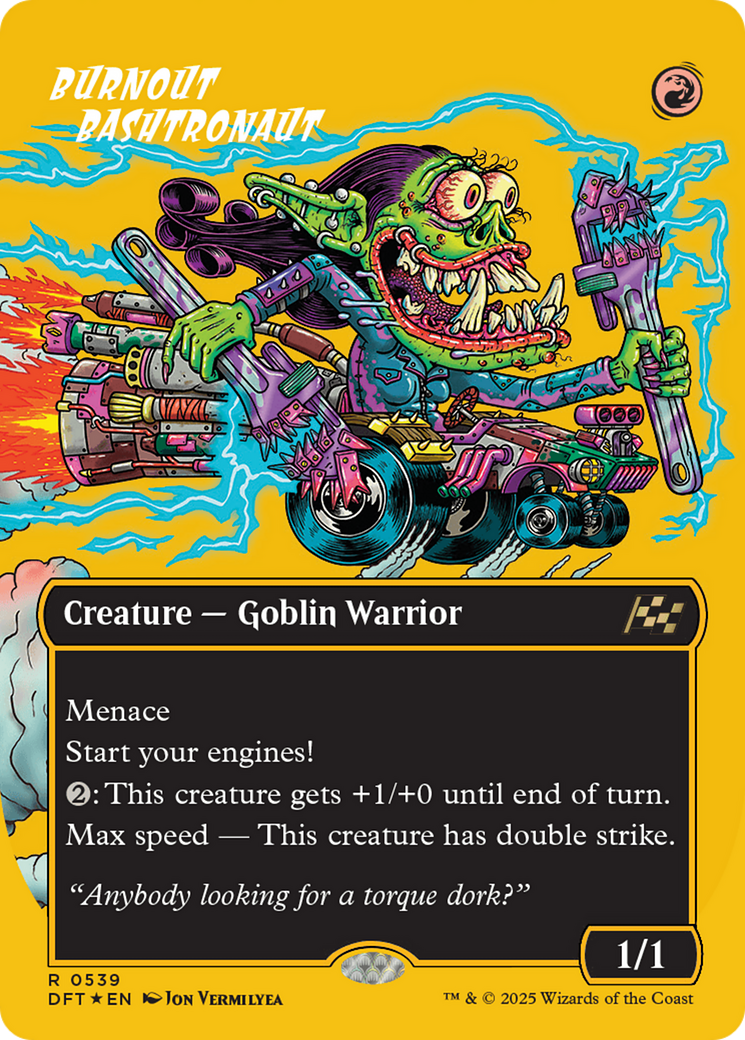 BURNOUT
BASHTRONAUT
Creature — Goblin Warrior
Menace
Start your engines!
2: This creature gets +1/+0 until end of turn.
Max speed — This creature has double strike.
“Anybody looking for a torque dork?”
1/1
R 0539
DFT★EN Jon Vermilyea
™ & © 2025 Wizards of the Coast